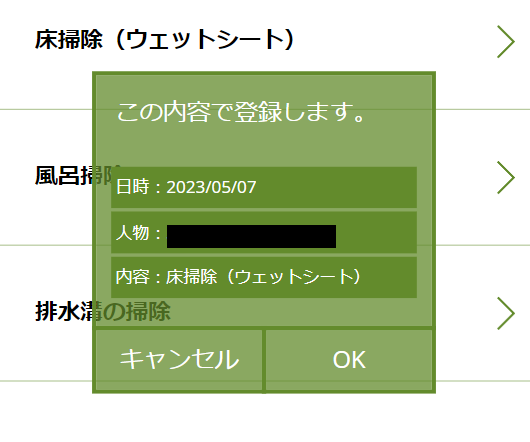 床掃除（ウェットシート）
この内容で登録します。
風呂掃除
日時：2023/05/07
人物：
内容：床掃除（ウェットシート）
排水溝の掃除
キャンセル
OK